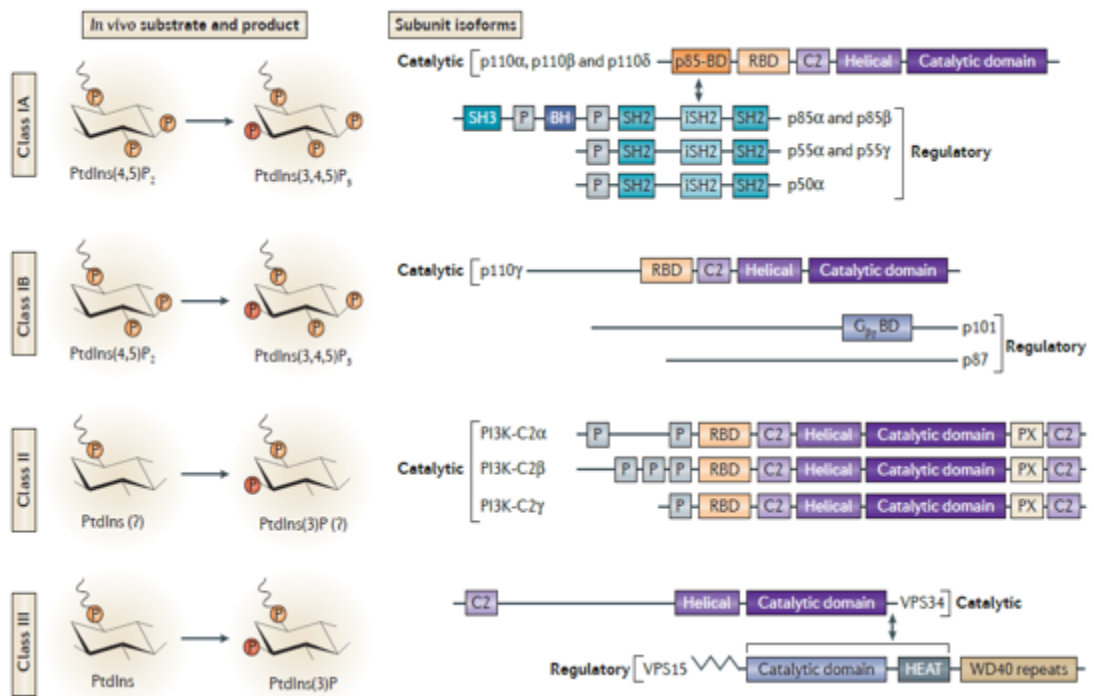 In vivo substrate and product
Subunit isoforms
Class IA
P P P
PtdIns(4,5)P₂
P P P P
PtdIns(3,4,5)P₃
Catalytic p110α, p110β and p110δ p85-BD RBD C2 Helical Catalytic domain
SH3 P BH P SH2 iSH2 SH2 p85α and p85β
P SH2 iSH2 SH2 p55α and p55γ
Regulatory
P SH2 iSH2 SH2 p50α
Class IB
P P P
PtdIns(4,5)P₂
P P P P
PtdIns(3,4,5)P₃
Catalytic p110γ RBD C2 Helical Catalytic domain
Gβγ BD p101
Regulatory
p87
Class II
P
PtdIns (?)
P P
PtdIns(3)P (?)
Catalytic
PI3K-C2α P P RBD C2 Helical Catalytic domain PX C2
PI3K-C2β P P P RBD C2 Helical Catalytic domain PX C2
PI3K-C2γ P RBD C2 Helical Catalytic domain PX C2
Class III
P
PtdIns
P P
PtdIns(3)P
C2 Helical Catalytic domain VPS34 Catalytic
Regulatory VPS15 Catalytic domain HEAT WD40 repeats